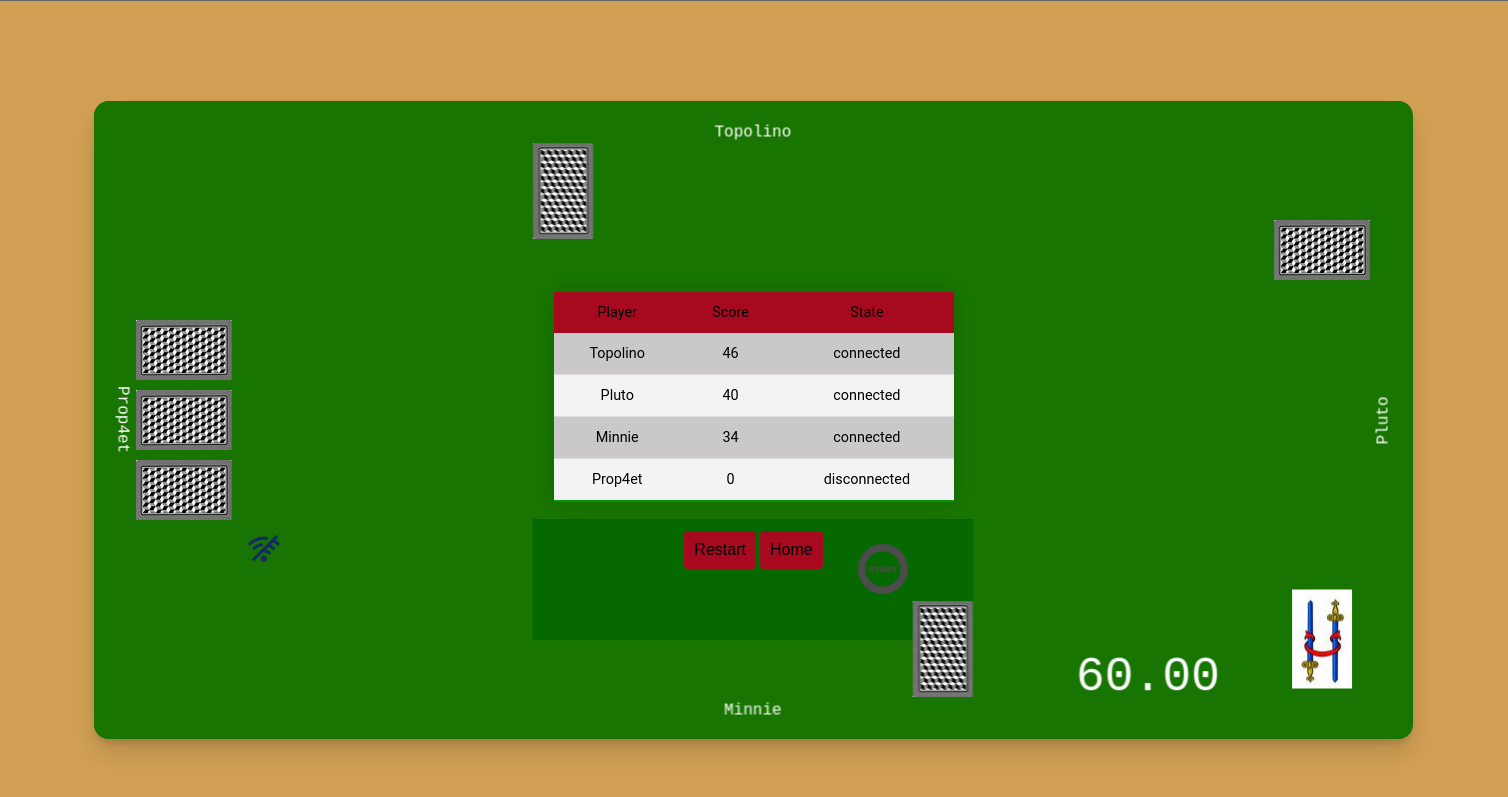 Topolino
Player Score State
Topolino 46 connected
Pluto 40 connected
Minnie 34 connected
Prop4et 0 disconnected
Prop4et
Pluto
Restart Home
START
60.00
Minnie